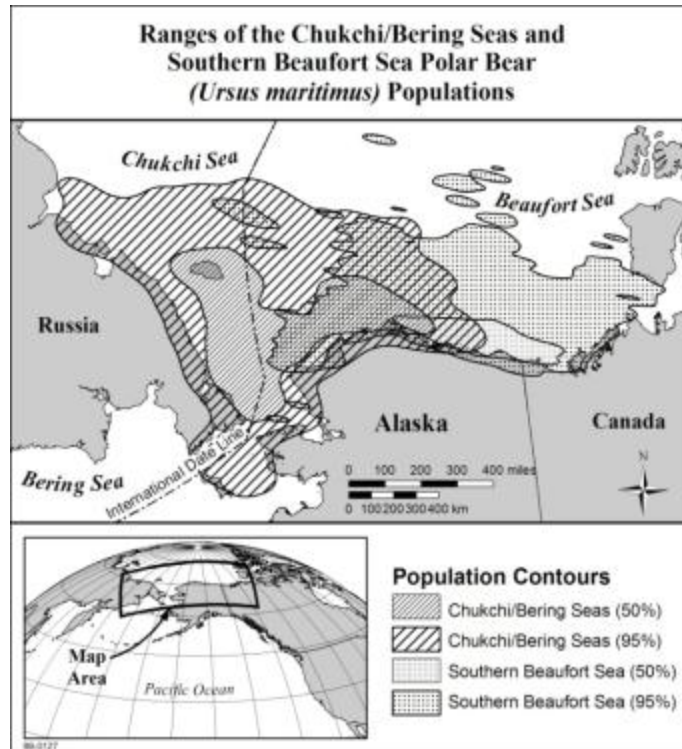 Ranges of the Chukchi/Bering Seas and
Southern Beaufort Sea Polar Bear
(Ursus maritimus) Populations
Chukchi Sea
Beaufort Sea
Russia
Alaska
Canada
Bering Sea
International Date Line
N
0 100 200 300 400 miles
0 100 200 300 400 km
Map
Area
Pacific Ocean
Population Contours
Chukchi/Bering Seas (50%)
Chukchi/Bering Seas (95%)
Southern Beaufort Sea (50%)
Southern Beaufort Sea (95%)